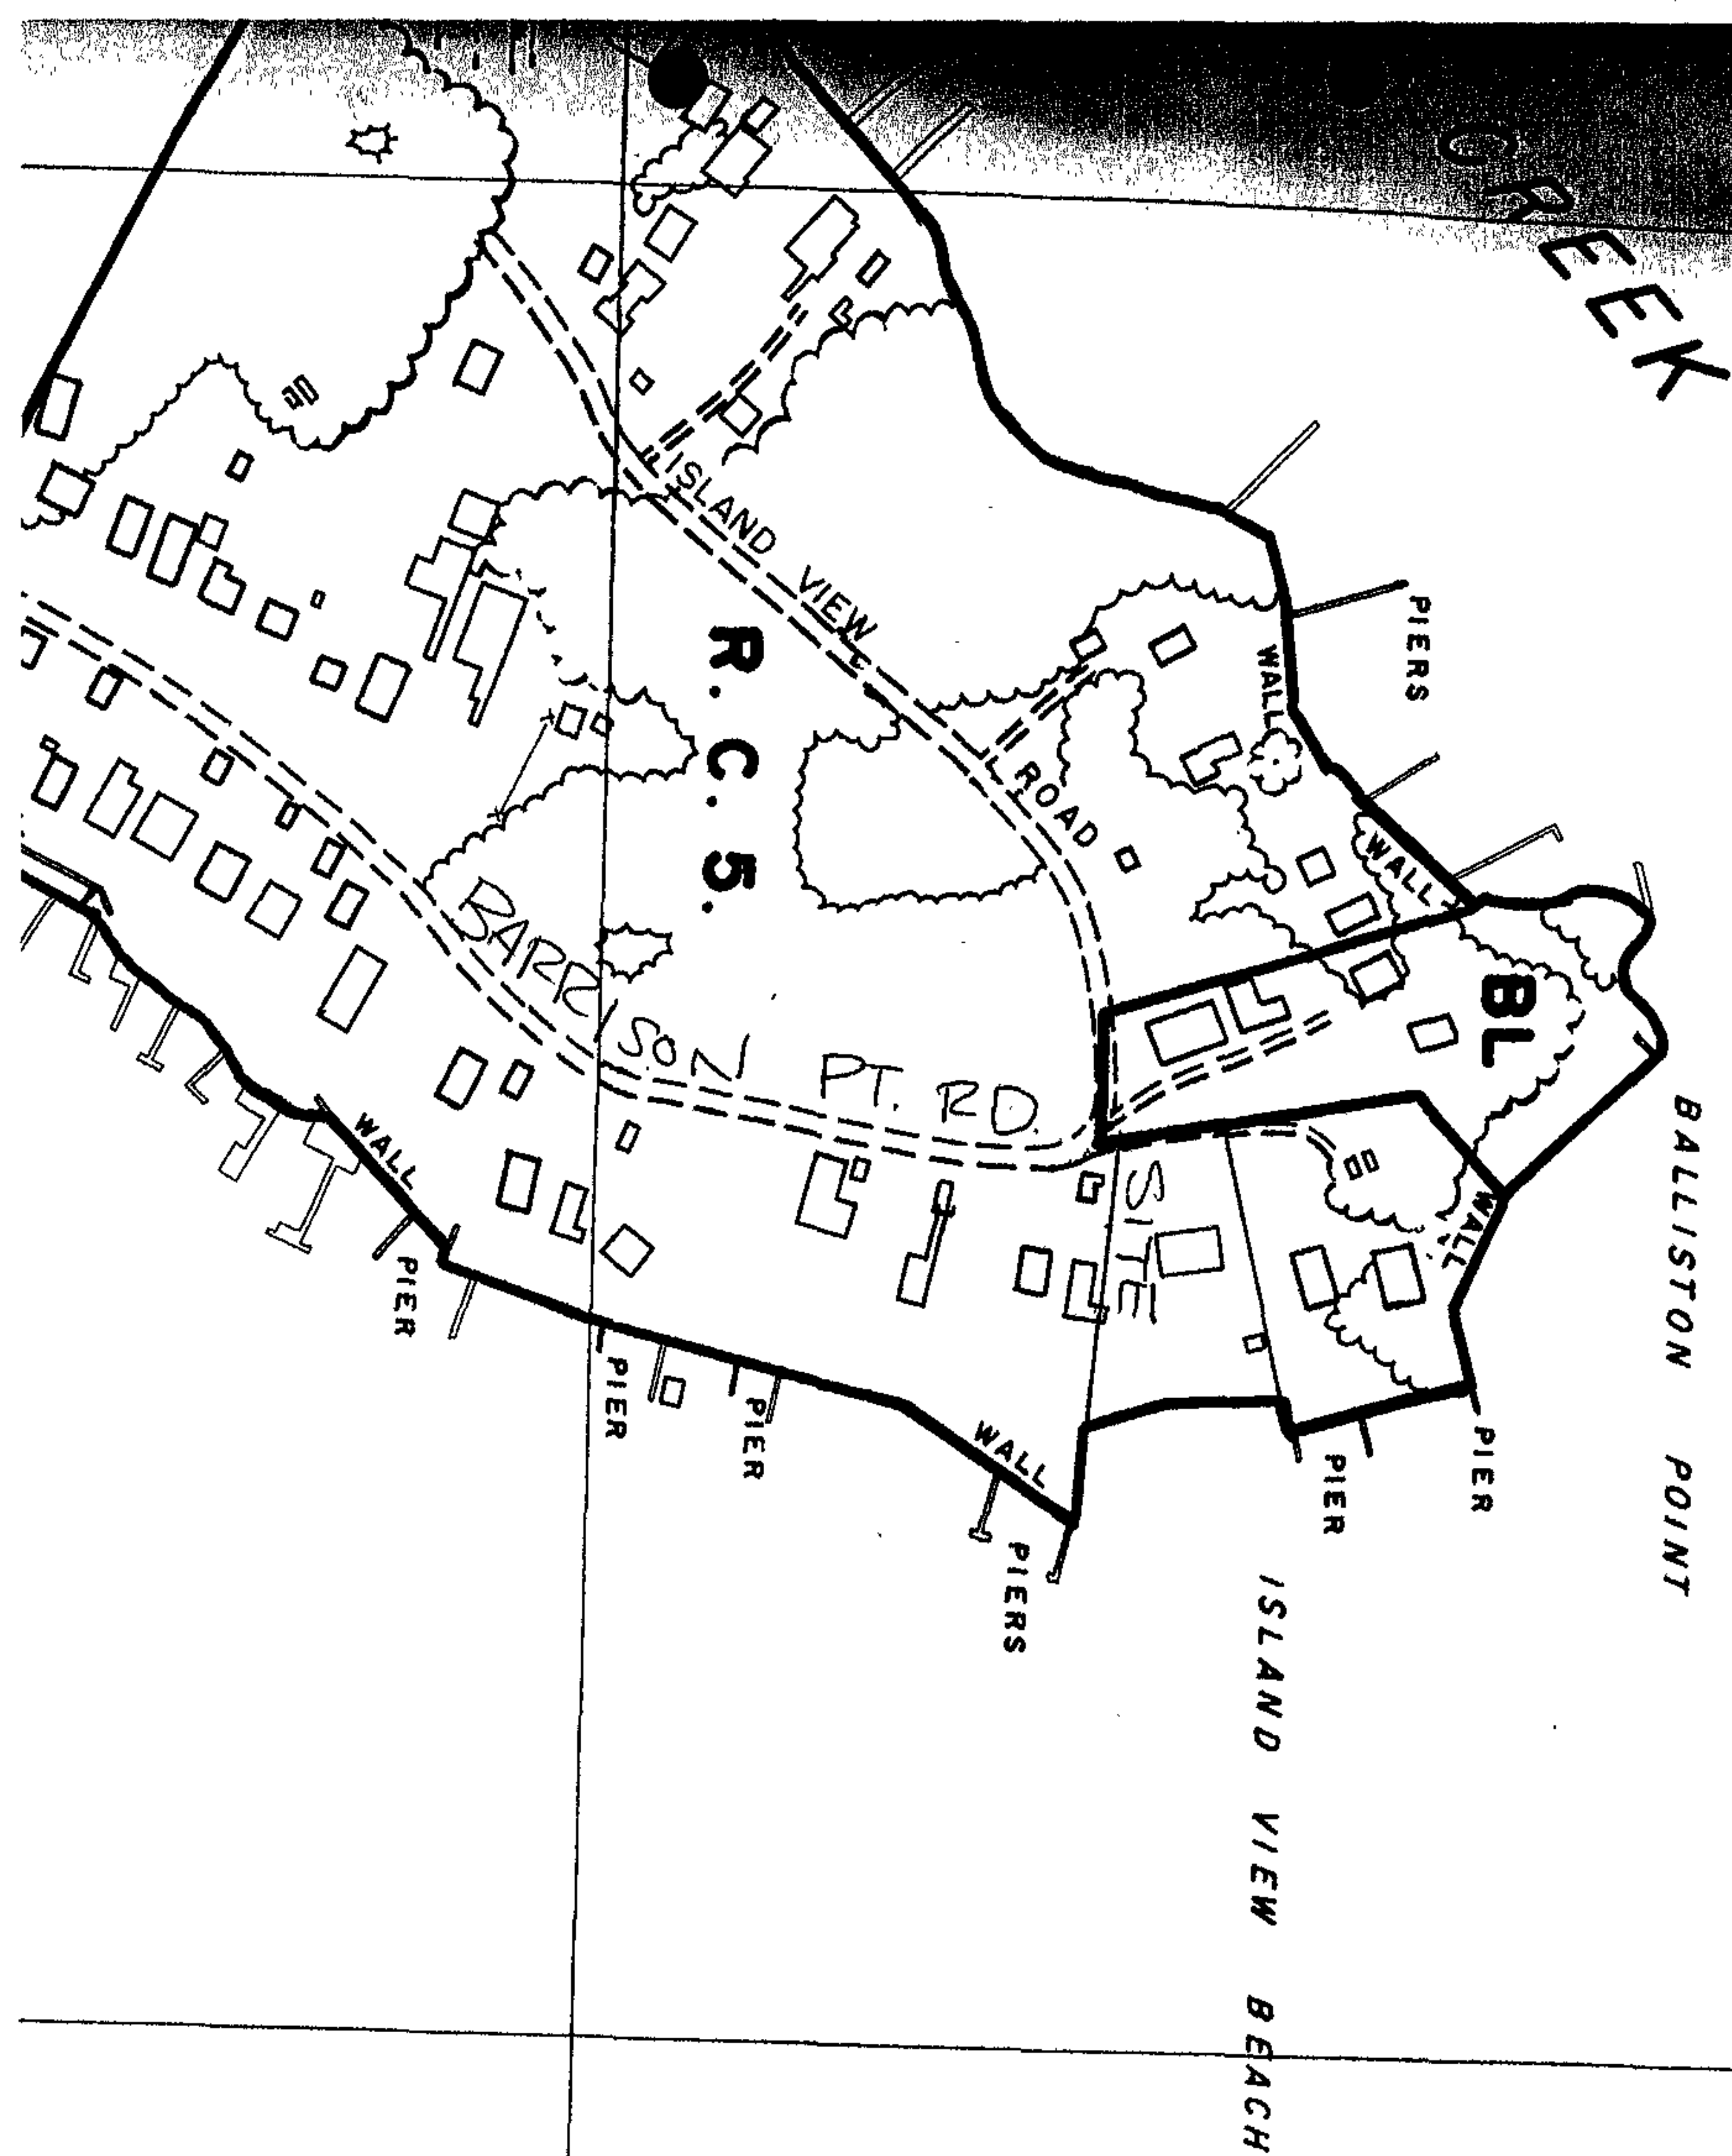 CREEK
PIERS
WALL
ISLAND VIEW ROAD
WALL
R. C. 5.
BL
BARRISON PT. RD.
SITE
BALLISTON POINT
WALL
WALL
PIER
PIER
PIER
WALL
PIERS
PIER
PIER
ISLAND VIEW BEACH